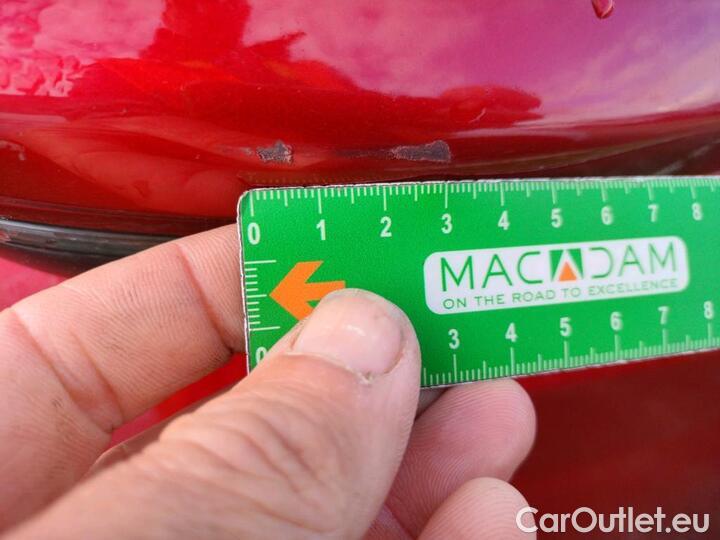 0 1 2 3 4 5 6 7 8
MACADAM
ON THE ROAD TO EXCELLENCE
0 3 4 5 6 7 8
CarOutlet.eu